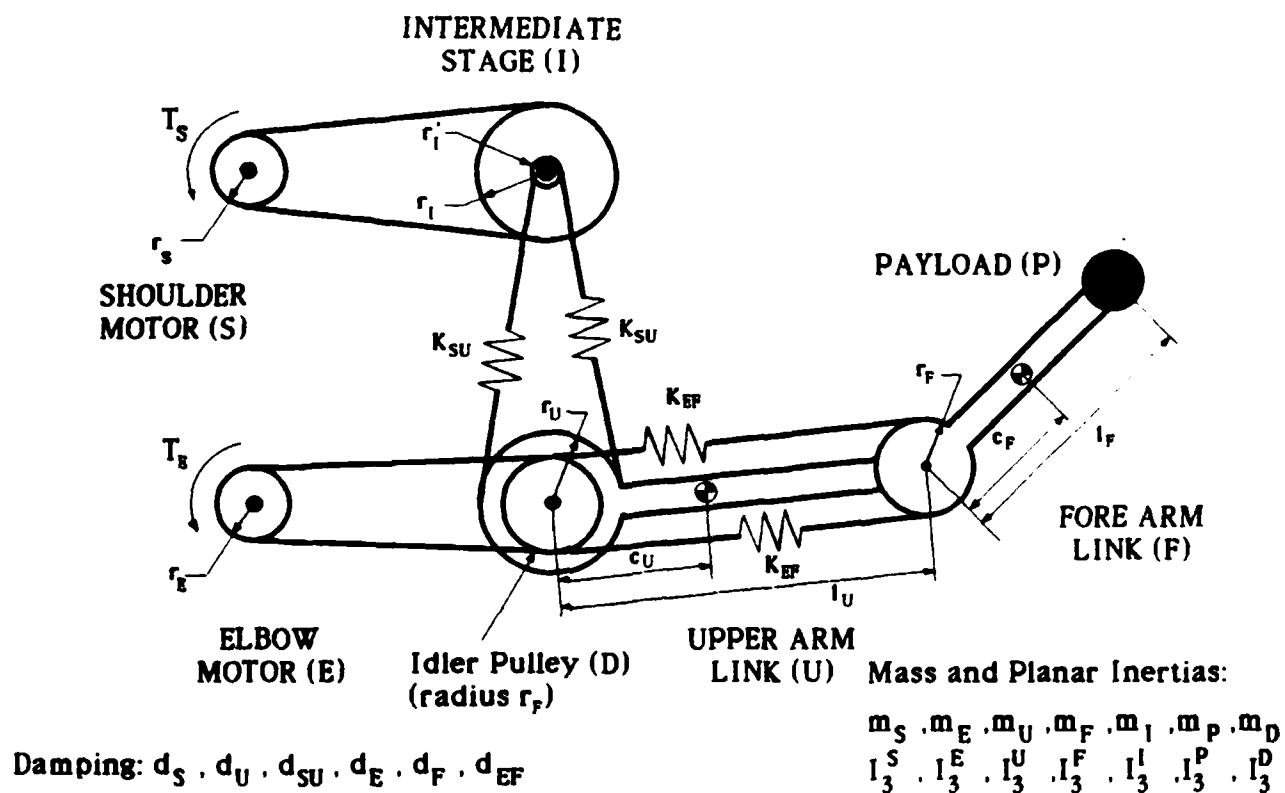 INTERMEDIATE
STAGE (I)
T_S
r_I'
r_I
r_S
SHOULDER
MOTOR (S)
K_SU
K_SU
PAYLOAD (P)
r_F
K_EF
r_U
c_F
l_F
T_E
FORE ARM
LINK (F)
r_E
c_U
K_EF
l_U
ELBOW
MOTOR (E)
Idler Pulley (D)
(radius r_F)
UPPER ARM
LINK (U)
Mass and Planar Inertias:
m_S , m_E , m_U , m_F , m_I , m_P , m_D
I_3^S , I_3^E , I_3^U , I_3^F , I_3^I , I_3^P , I_3^D
Damping: d_S , d_U , d_SU , d_E , d_F , d_EF